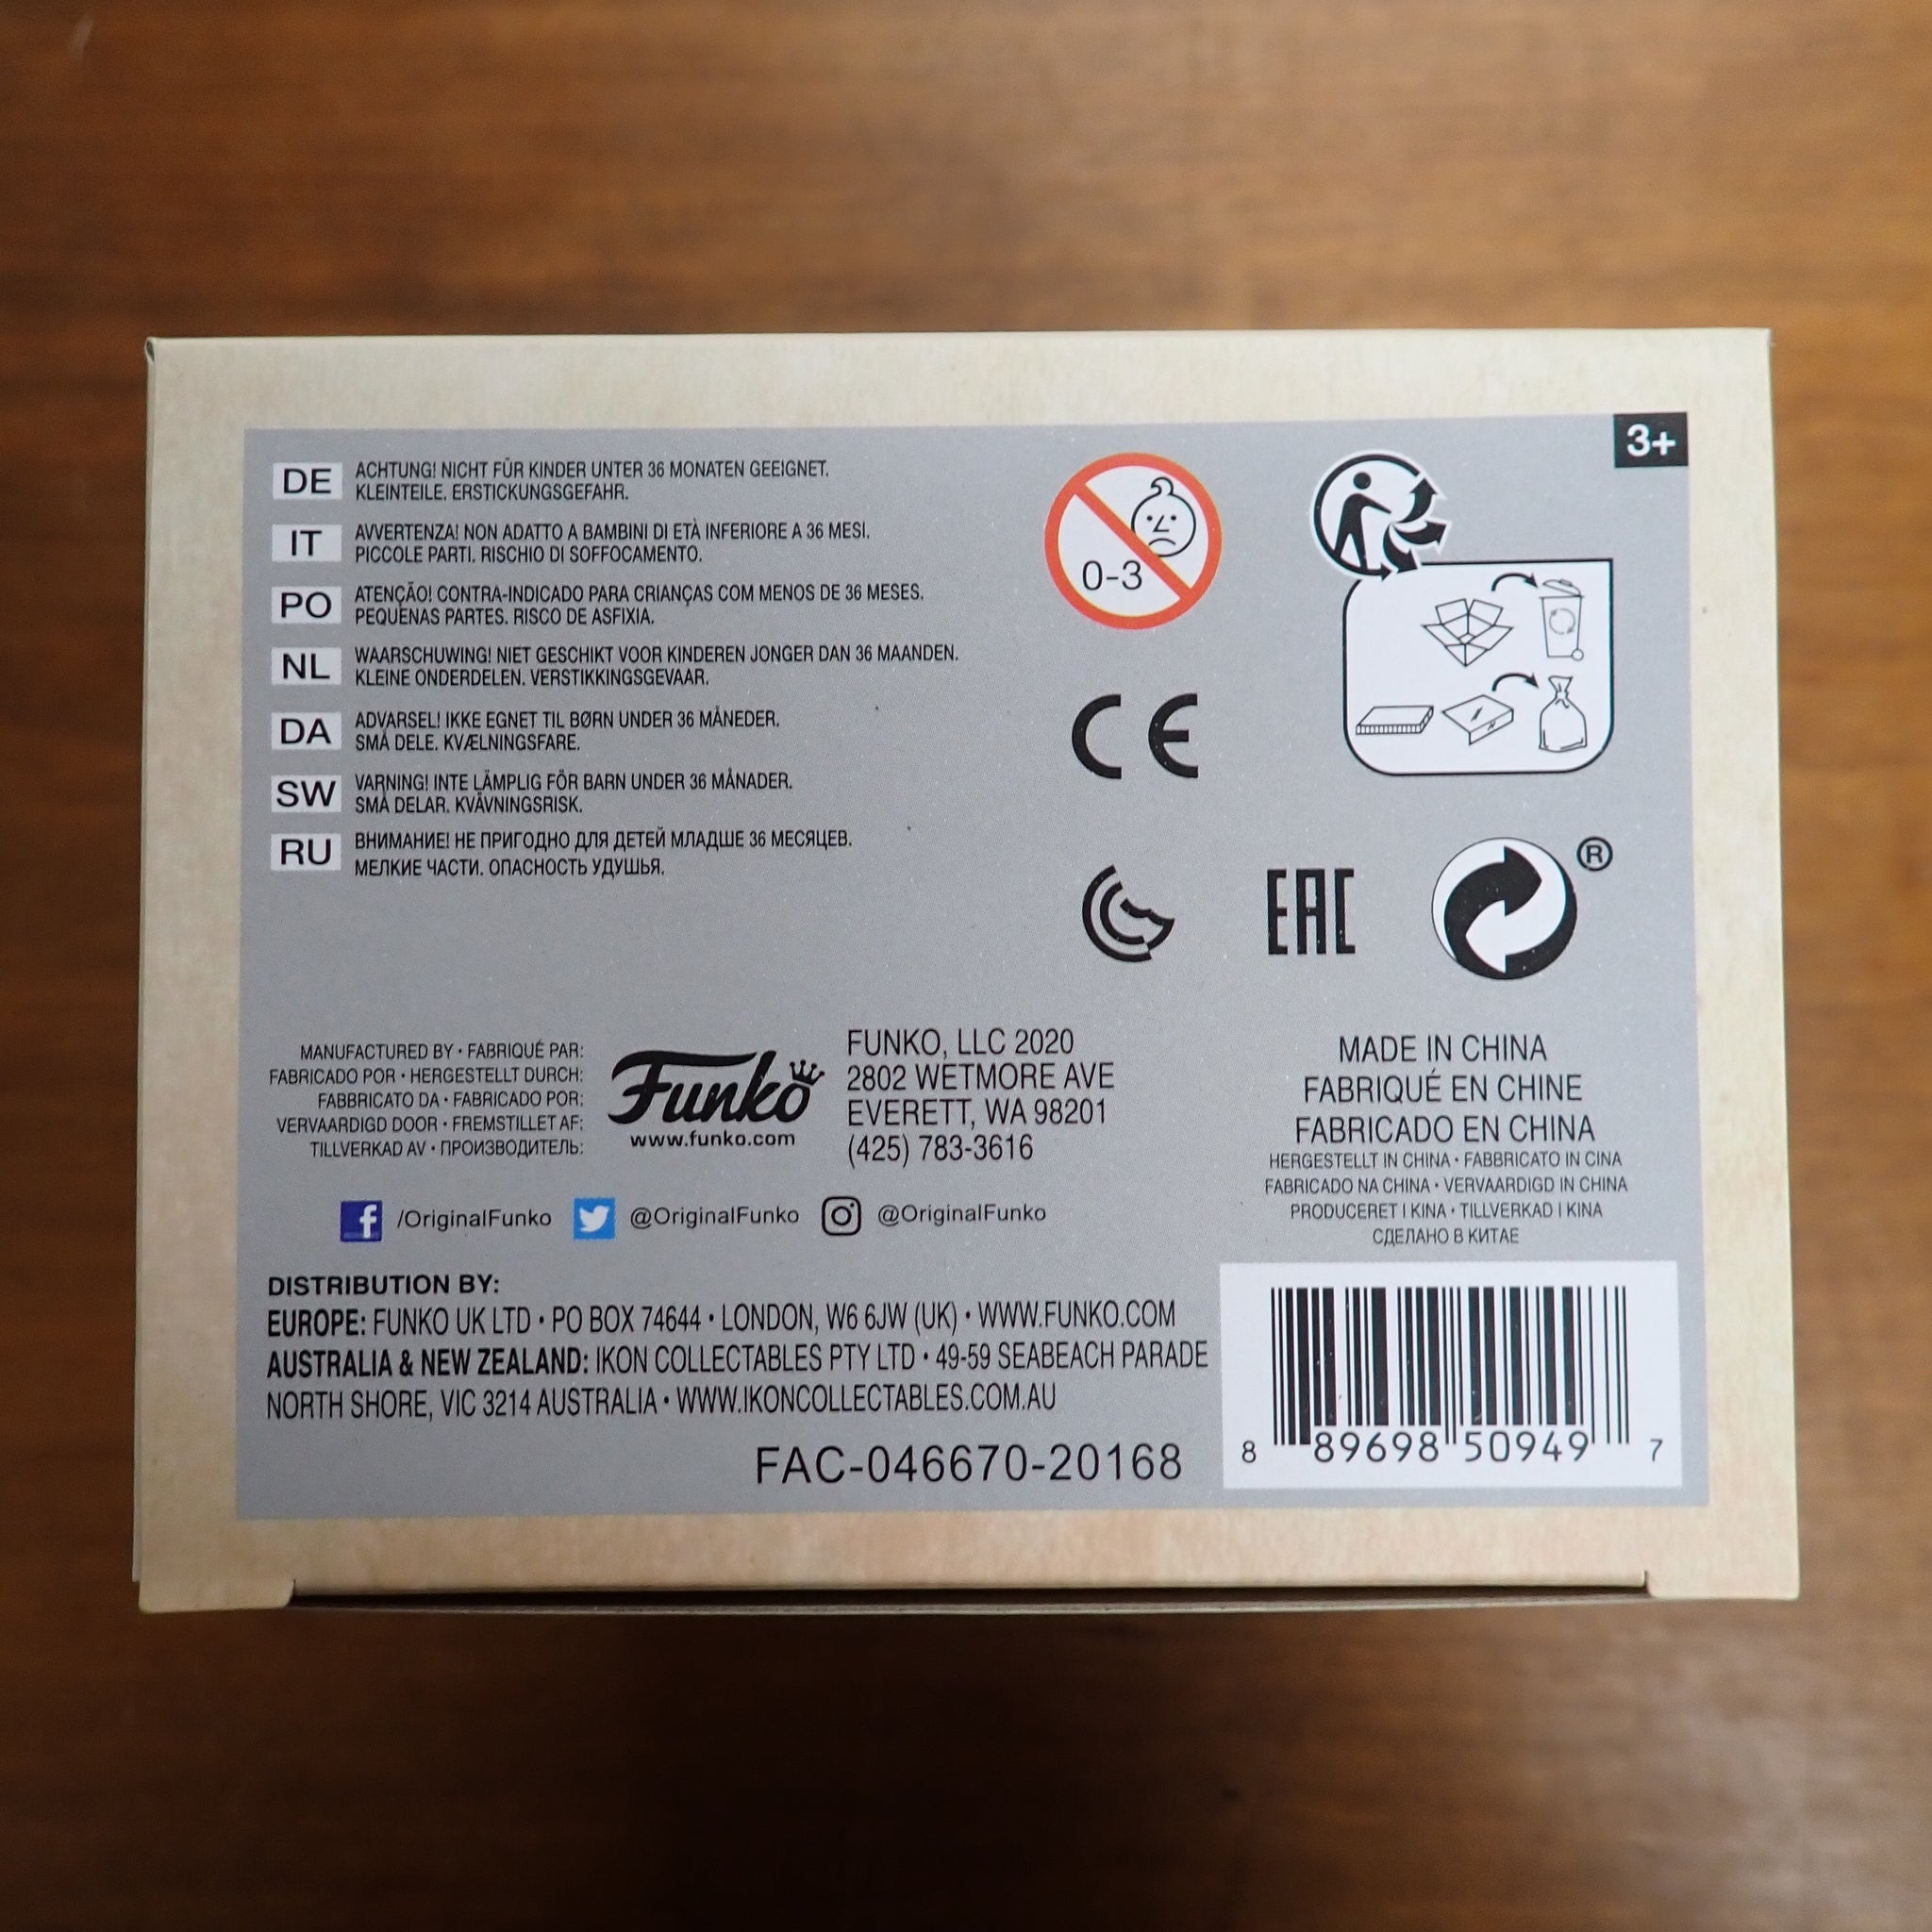 3+
DE
ACHTUNG! NICHT FÜR KINDER UNTER 36 MONATEN GEEIGNET.
KLEINTEILE. ERSTICKUNGSGEFAHR.
IT
AVVERTENZA! NON ADATTO A BAMBINI DI ETÀ INFERIORE A 36 MESI.
PICCOLE PARTI. RISCHIO DI SOFFOCAMENTO.
PO
ATENÇÃO! CONTRA-INDICADO PARA CRIANÇAS COM MENOS DE 36 MESES.
PEQUENAS PARTES. RISCO DE ASFIXIA.
NL
WAARSCHUWING! NIET GESCHIKT VOOR KINDEREN JONGER DAN 36 MAANDEN.
KLEINE ONDERDELEN. VERSTIKKINGSGEVAAR.
DA
ADVARSEL! IKKE EGNET TIL BØRN UNDER 36 MÅNEDER.
SMÅ DELE. KVÆLNINGSFARE.
SW
VARNING! INTE LÄMPLIG FÖR BARN UNDER 36 MÅNADER.
SMÅ DELAR. KVÄVNINGSRISK.
RU
ВНИМАНИЕ! НЕ ПРИГОДНО ДЛЯ ДЕТЕЙ МЛАДШЕ 36 МЕСЯЦЕВ.
МЕЛКИЕ ЧАСТИ. ОПАСНОСТЬ УДУШЬЯ.
0-3
CE
EAC
®
MANUFACTURED BY • FABRIQUÉ PAR:
FABRICADO POR • HERGESTELLT DURCH:
FABBRICATO DA • FABRICADO POR:
VERVAARDIGD DOOR • FREMSTILLET AF:
TILLVERKAD AV • ПРОИЗВОДИТЕЛЬ:
Funko
www.funko.com
FUNKO, LLC 2020
2802 WETMORE AVE
EVERETT, WA 98201
(425) 783-3616
MADE IN CHINA
FABRIQUÉ EN CHINE
FABRICADO EN CHINA
HERGESTELLT IN CHINA • FABBRICATO IN CINA
FABRICADO NA CHINA • VERVAARDIGD IN CHINA
PRODUCERET I KINA • TILLVERKAD I KINA
СДЕЛАНО В КИТАЕ
/OriginalFunko @OriginalFunko @OriginalFunko
DISTRIBUTION BY:
EUROPE: FUNKO UK LTD • PO BOX 74644 • LONDON, W6 6JW (UK) • WWW.FUNKO.COM
AUSTRALIA & NEW ZEALAND: IKON COLLECTABLES PTY LTD • 49-59 SEABEACH PARADE
NORTH SHORE, VIC 3214 AUSTRALIA • WWW.IKONCOLLECTABLES.COM.AU
FAC-046670-20168
8 89698 50949 7